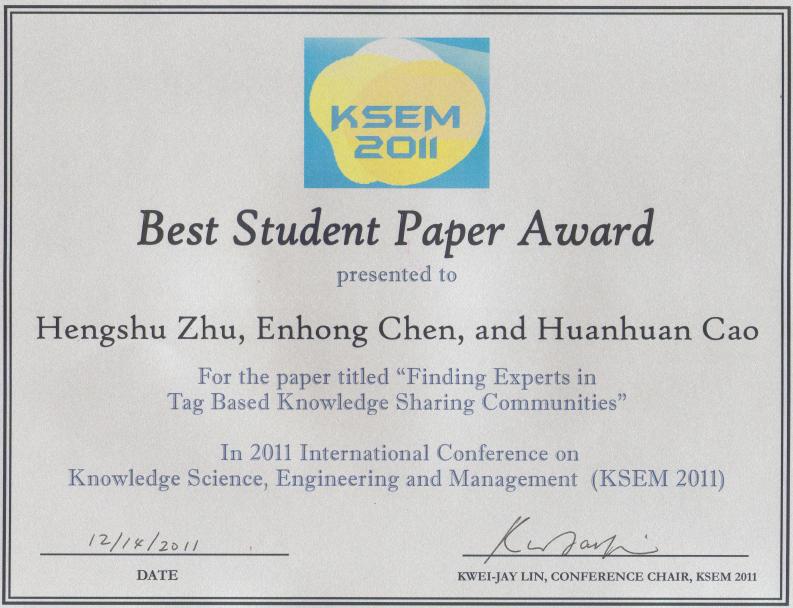 KSEM
2011
Best Student Paper Award
presented to
Hengshu Zhu, Enhong Chen, and Huanhuan Cao
For the paper titled “Finding Experts in
Tag Based Knowledge Sharing Communities”
In 2011 International Conference on
Knowledge Science, Engineering and Management (KSEM 2011)
12/14/2011
DATE
KWEI-JAY LIN, CONFERENCE CHAIR, KSEM 2011